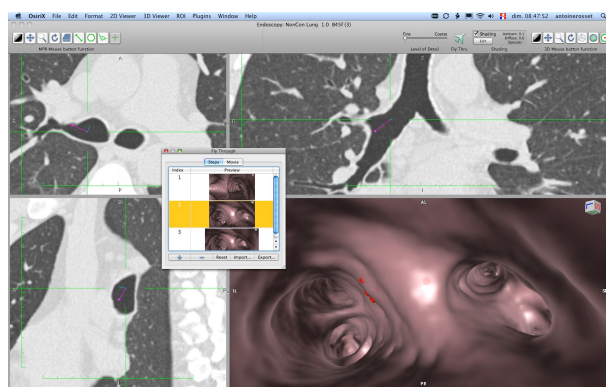 OsiriX File Edit Format 2D Viewer 3D Viewer ROI Plugins Window Help dim. 08:47:52 antoinerosset
Endoscopy: NonCon Lung 1.0 B45f (3)
Fine Coarse
Shading
Edit
MPR Mouse button function
Level of Detail Fly Thru Shading 3D Mouse button function
Fly Through
Steps Movie
Index Preview
1
2
3
Reset Import... Export...
AL
PR